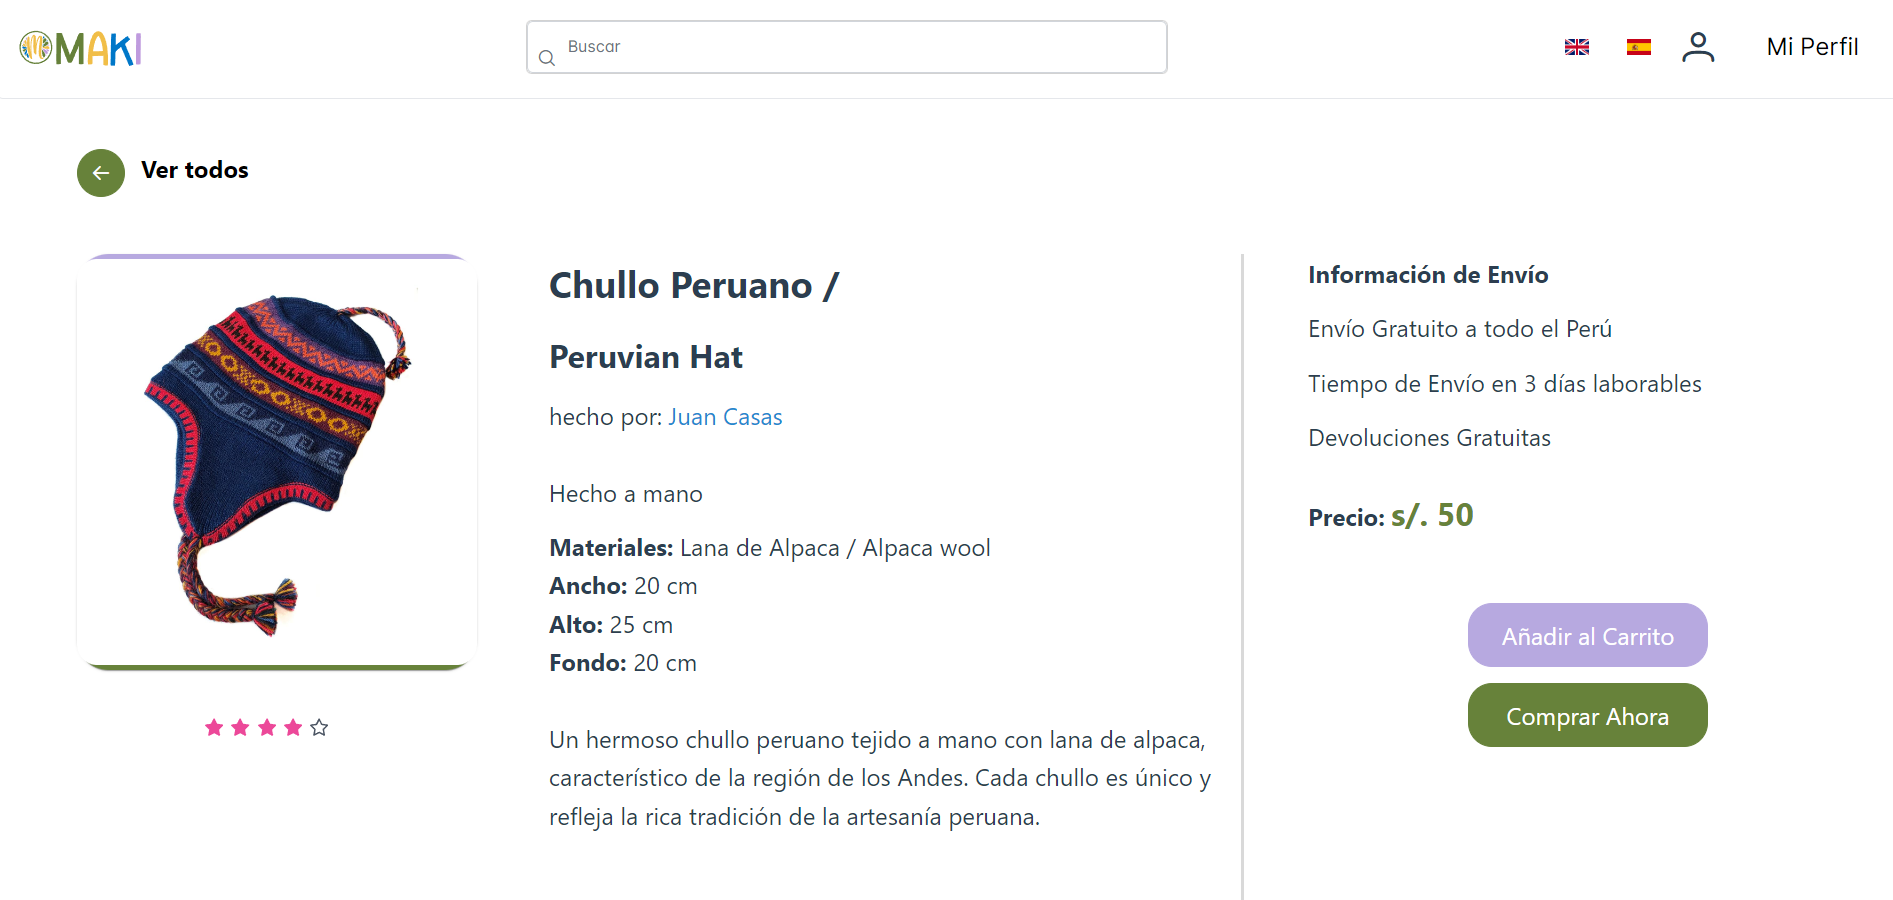 MAKI
Buscar
Mi Perfil
Ver todos
Chullo Peruano /
Peruvian Hat
hecho por: Juan Casas
Hecho a mano
Materiales: Lana de Alpaca / Alpaca wool
Ancho: 20 cm
Alto: 25 cm
Fondo: 20 cm
Un hermoso chullo peruano tejido a mano con lana de alpaca,
característico de la región de los Andes. Cada chullo es único y
refleja la rica tradición de la artesanía peruana.
Información de Envío
Envío Gratuito a todo el Perú
Tiempo de Envío en 3 días laborables
Devoluciones Gratuitas
Precio: s/. 50
Añadir al Carrito
Comprar Ahora